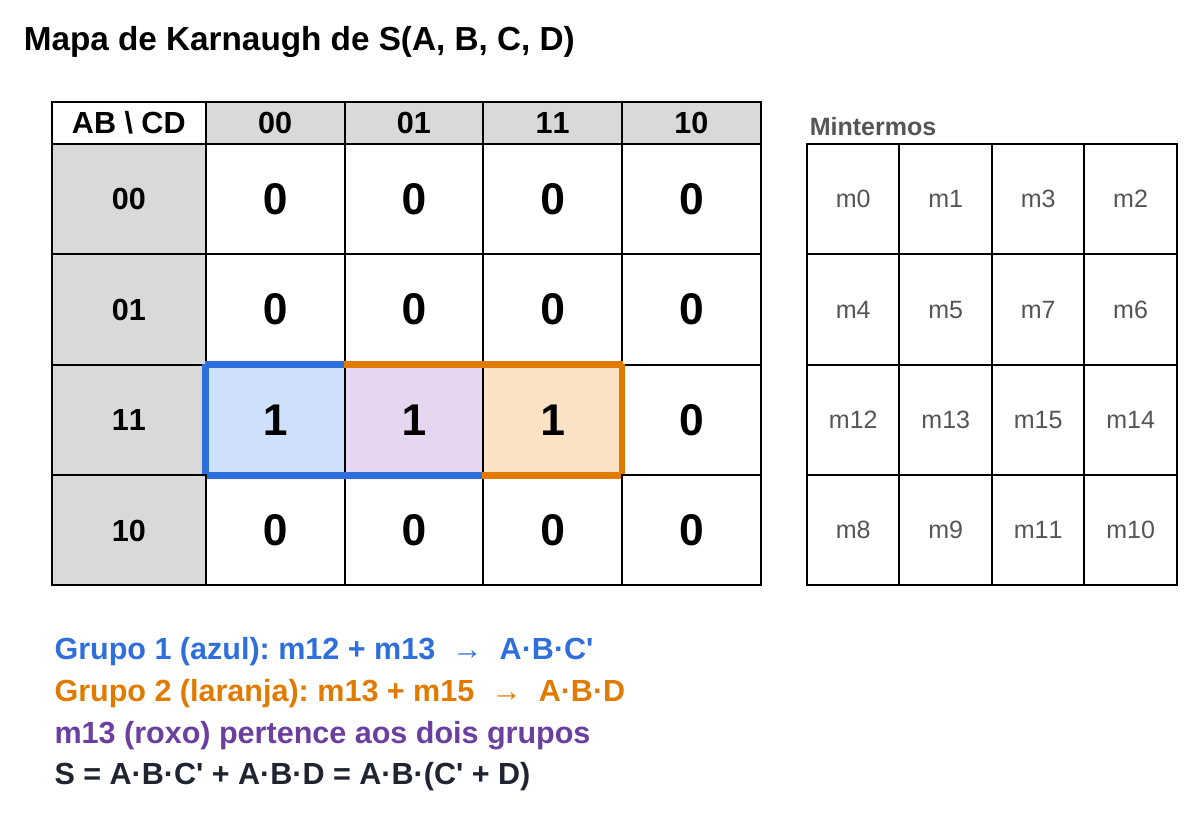 Mapa de Karnaugh de S(A, B, C, D)
AB \ CD 00 01 11 10
00 0 0 0 0
01 0 0 0 0
11 1 1 1 0
10 0 0 0 0
Mintermos
m0 m1 m3 m2
m4 m5 m7 m6
m12 m13 m15 m14
m8 m9 m11 m10
Grupo 1 (azul): m12 + m13 → A·B·C'
Grupo 2 (laranja): m13 + m15 → A·B·D
m13 (roxo) pertence aos dois grupos
S = A·B·C' + A·B·D = A·B·(C' + D)